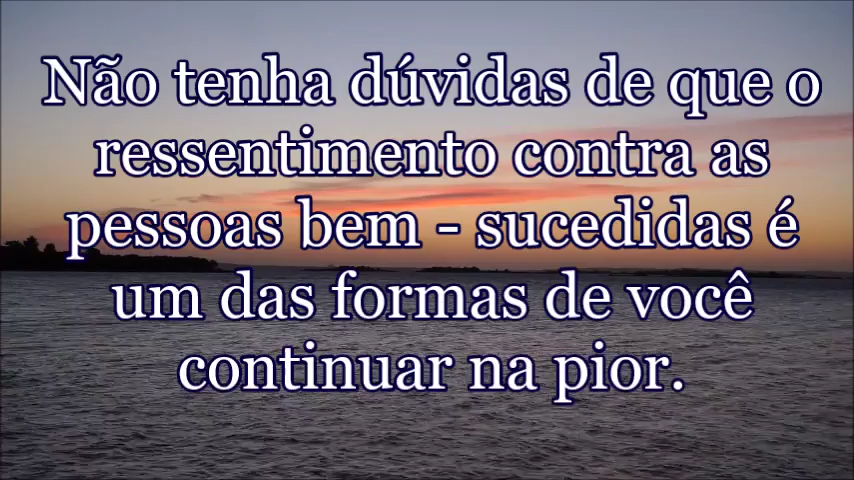 Não tenha dúvidas de que o
ressentimento contra as
pessoas bem - sucedidas é
um das formas de você
continuar na pior.